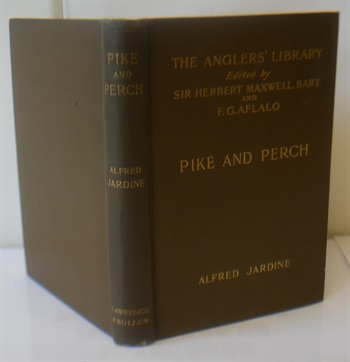 PIKE
AND
PERCH
ALFRED
JARDINE
LAWRENCE
& BULLEN
THE ANGLERS' LIBRARY
Edited by
SIR HERBERT MAXWELL, BART.
AND
F. G. AFLALO
PIKE AND PERCH
ALFRED JARDINE